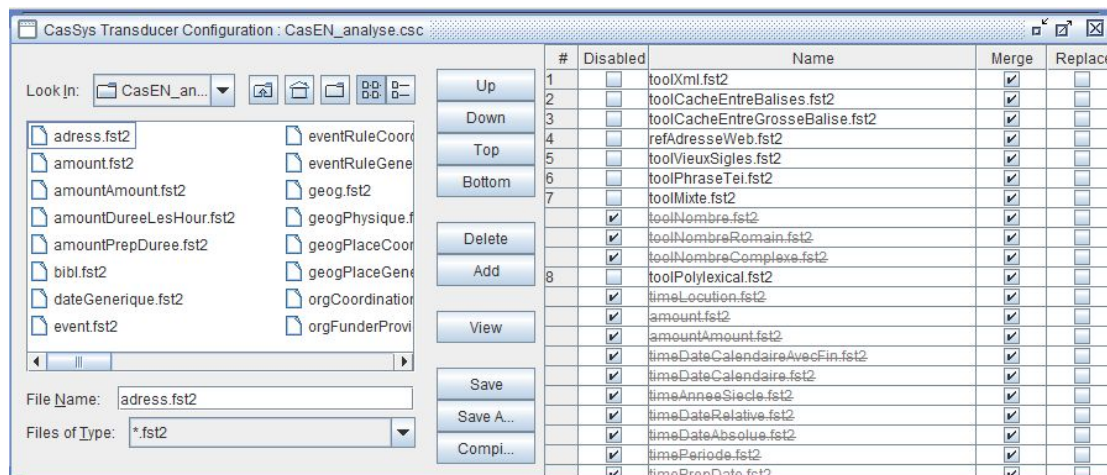 CasSys Transducer Configuration : CasEN_analyse.csc
Look In: CasEN_an...
adress.fst2
amount.fst2
amountAmount.fst2
amountDureeLesHour.fst2
amountPrepDuree.fst2
bibl.fst2
dateGenerique.fst2
event.fst2
eventRuleCoord
eventRuleGene
geog.fst2
geogPhysique.f
geogPlaceCoor
geogPlaceGene
orgCoordination
orgFunderProvi
File Name: adress.fst2
Files of Type: *.fst2
Up
Down
Top
Bottom
Delete
Add
View
Save
Save A...
Compi...
# Disabled Name Merge Replace
1 toolXml.fst2
2 toolCacheEntreBalises.fst2
3 toolCacheEntreGrosseBalise.fst2
4 refAdresseWeb.fst2
5 toolVieuxSigles.fst2
6 toolPhraseTei.fst2
7 toolMixte.fst2
toolNombre.fst2
toolNombreRomain.fst2
toolNombreComplexe.fst2
8 toolPolylexical.fst2
timeLocution.fst2
amount.fst2
amountAmount.fst2
timeDateCalendaireAvecFin.fst2
timeDateCalendaire.fst2
timeAnneeSiecle.fst2
timeDateRelative.fst2
timeDateAbsolue.fst2
timePeriode.fst2
timePrepDate.fst2